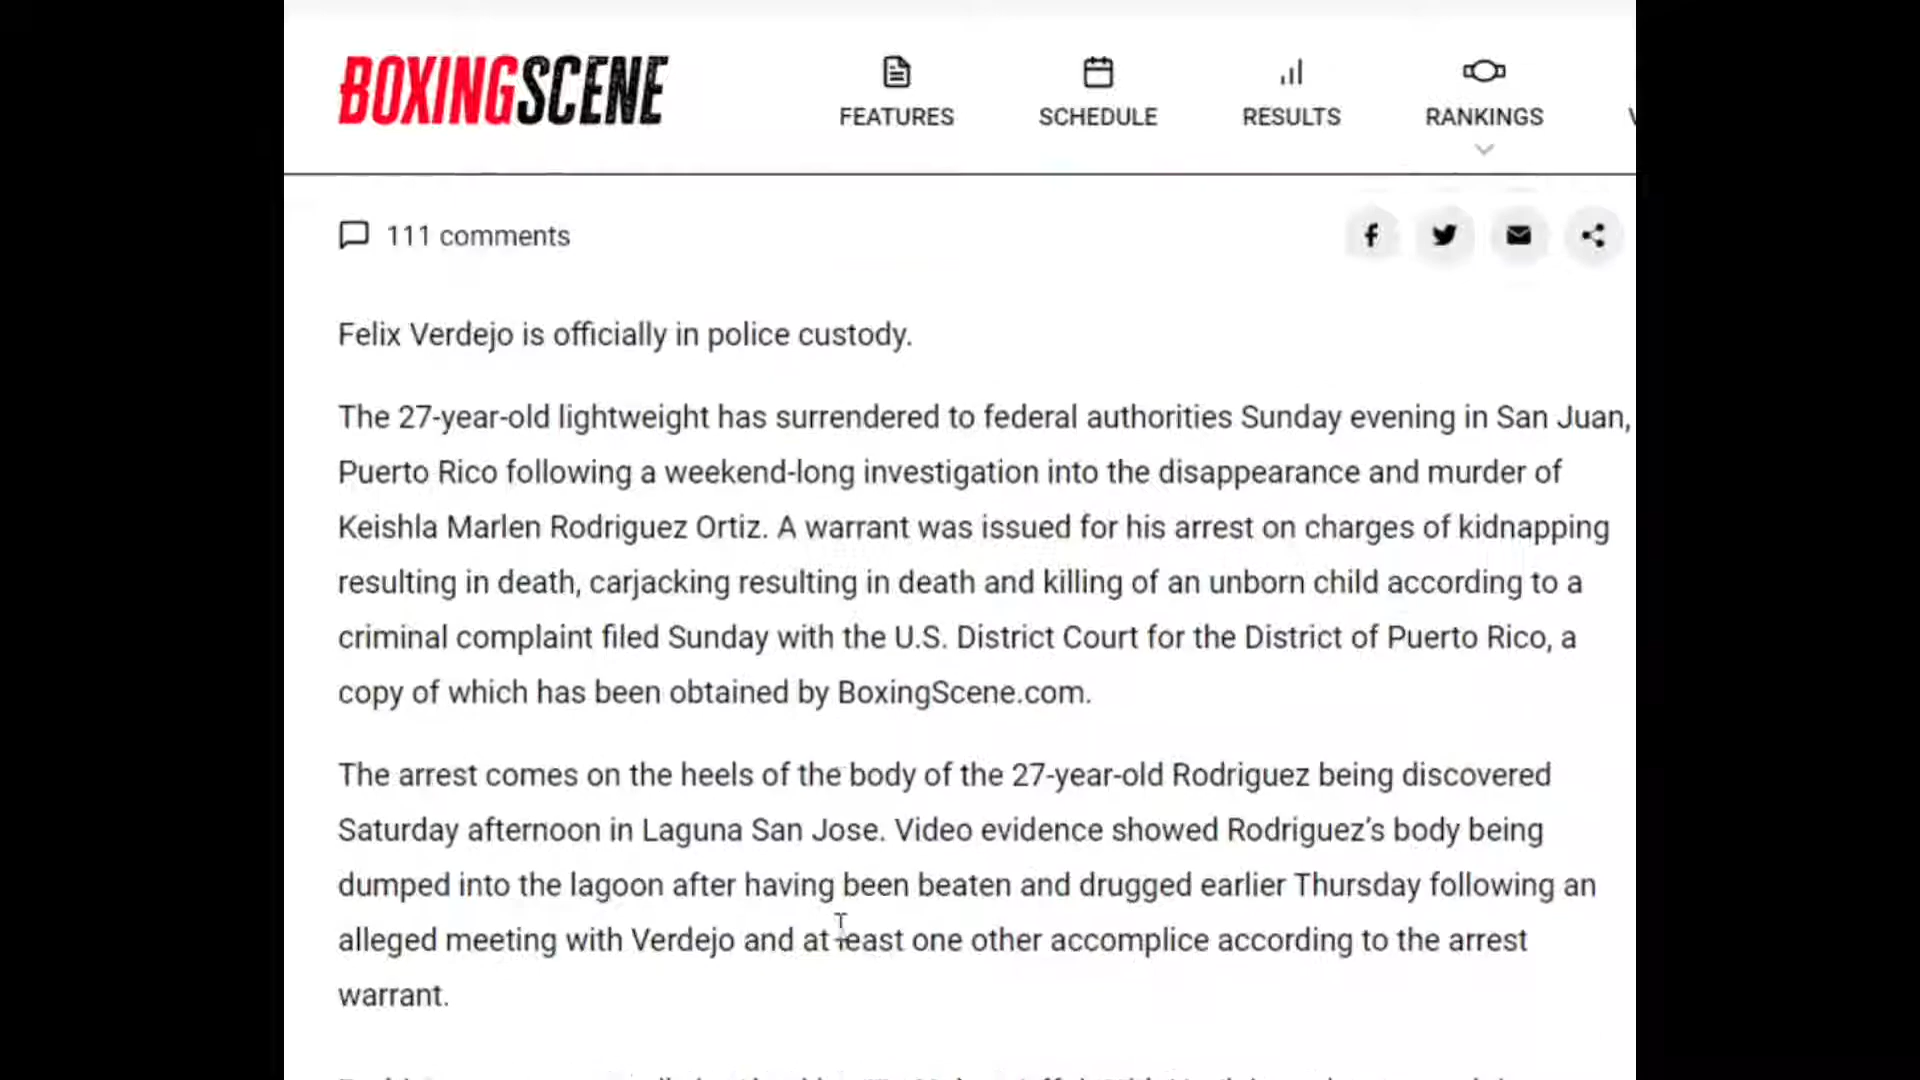 BOXINGSCENE
FEATURES
SCHEDULE
RESULTS
RANKINGS
111 comments
Felix Verdejo is officially in police custody.
The 27-year-old lightweight has surrendered to federal authorities Sunday evening in San Juan,
Puerto Rico following a weekend-long investigation into the disappearance and murder of
Keishla Marlen Rodriguez Ortiz. A warrant was issued for his arrest on charges of kidnapping
resulting in death, carjacking resulting in death and killing of an unborn child according to a
criminal complaint filed Sunday with the U.S. District Court for the District of Puerto Rico, a
copy of which has been obtained by BoxingScene.com.
The arrest comes on the heels of the body of the 27-year-old Rodriguez being discovered
Saturday afternoon in Laguna San Jose. Video evidence showed Rodriguez's body being
dumped into the lagoon after having been beaten and drugged earlier Thursday following an
alleged meeting with Verdejo and at least one other accomplice according to the arrest
warrant.